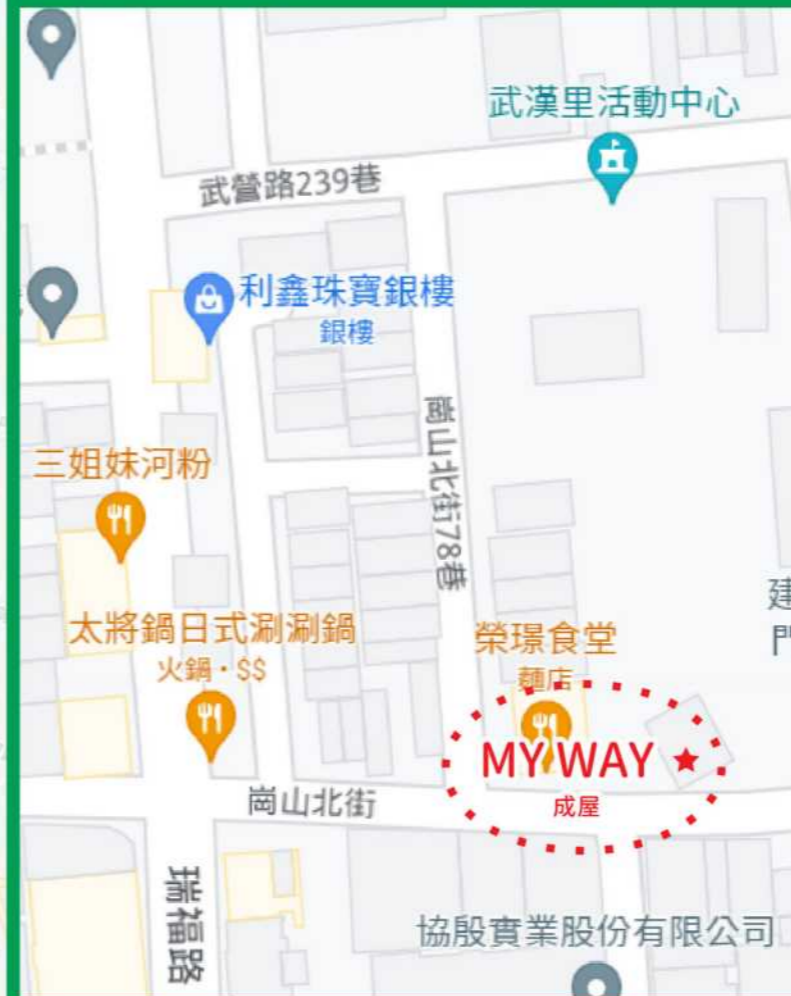 武漢里活動中心
武營路239巷
利鑫珠寶銀樓
銀樓
崗山北街78巷
三姐妹河粉
太將鍋日式涮涮鍋
火鍋・$$
榮璟食堂
麵店
建
門
MY WAY
成屋
崗山北街
瑞福路
協殷實業股份有限公司